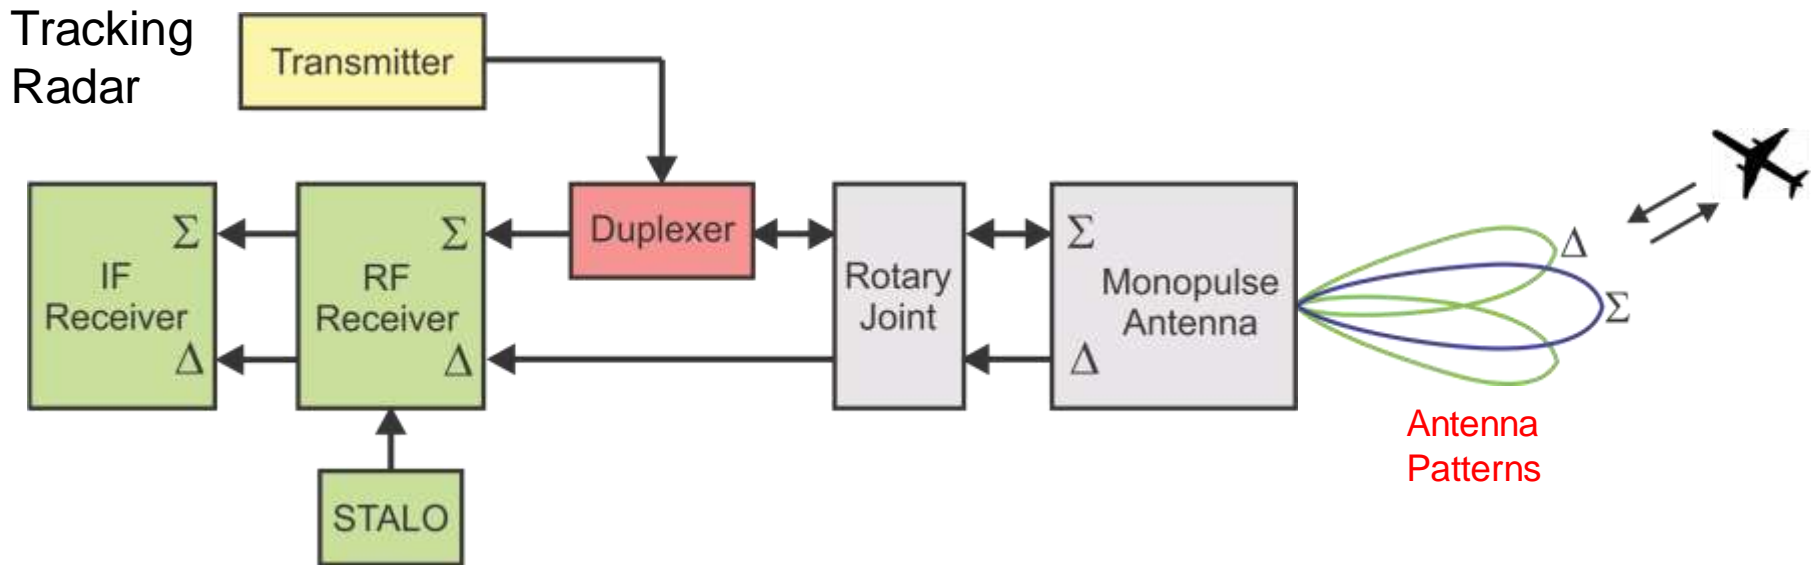 Tracking
Radar
Transmitter
Duplexer
IF
Receiver
Σ
Δ
RF
Receiver
Σ
Δ
STALO
Rotary
Joint
Σ
Monopulse
Antenna
Δ
Δ
Σ
Antenna
Patterns